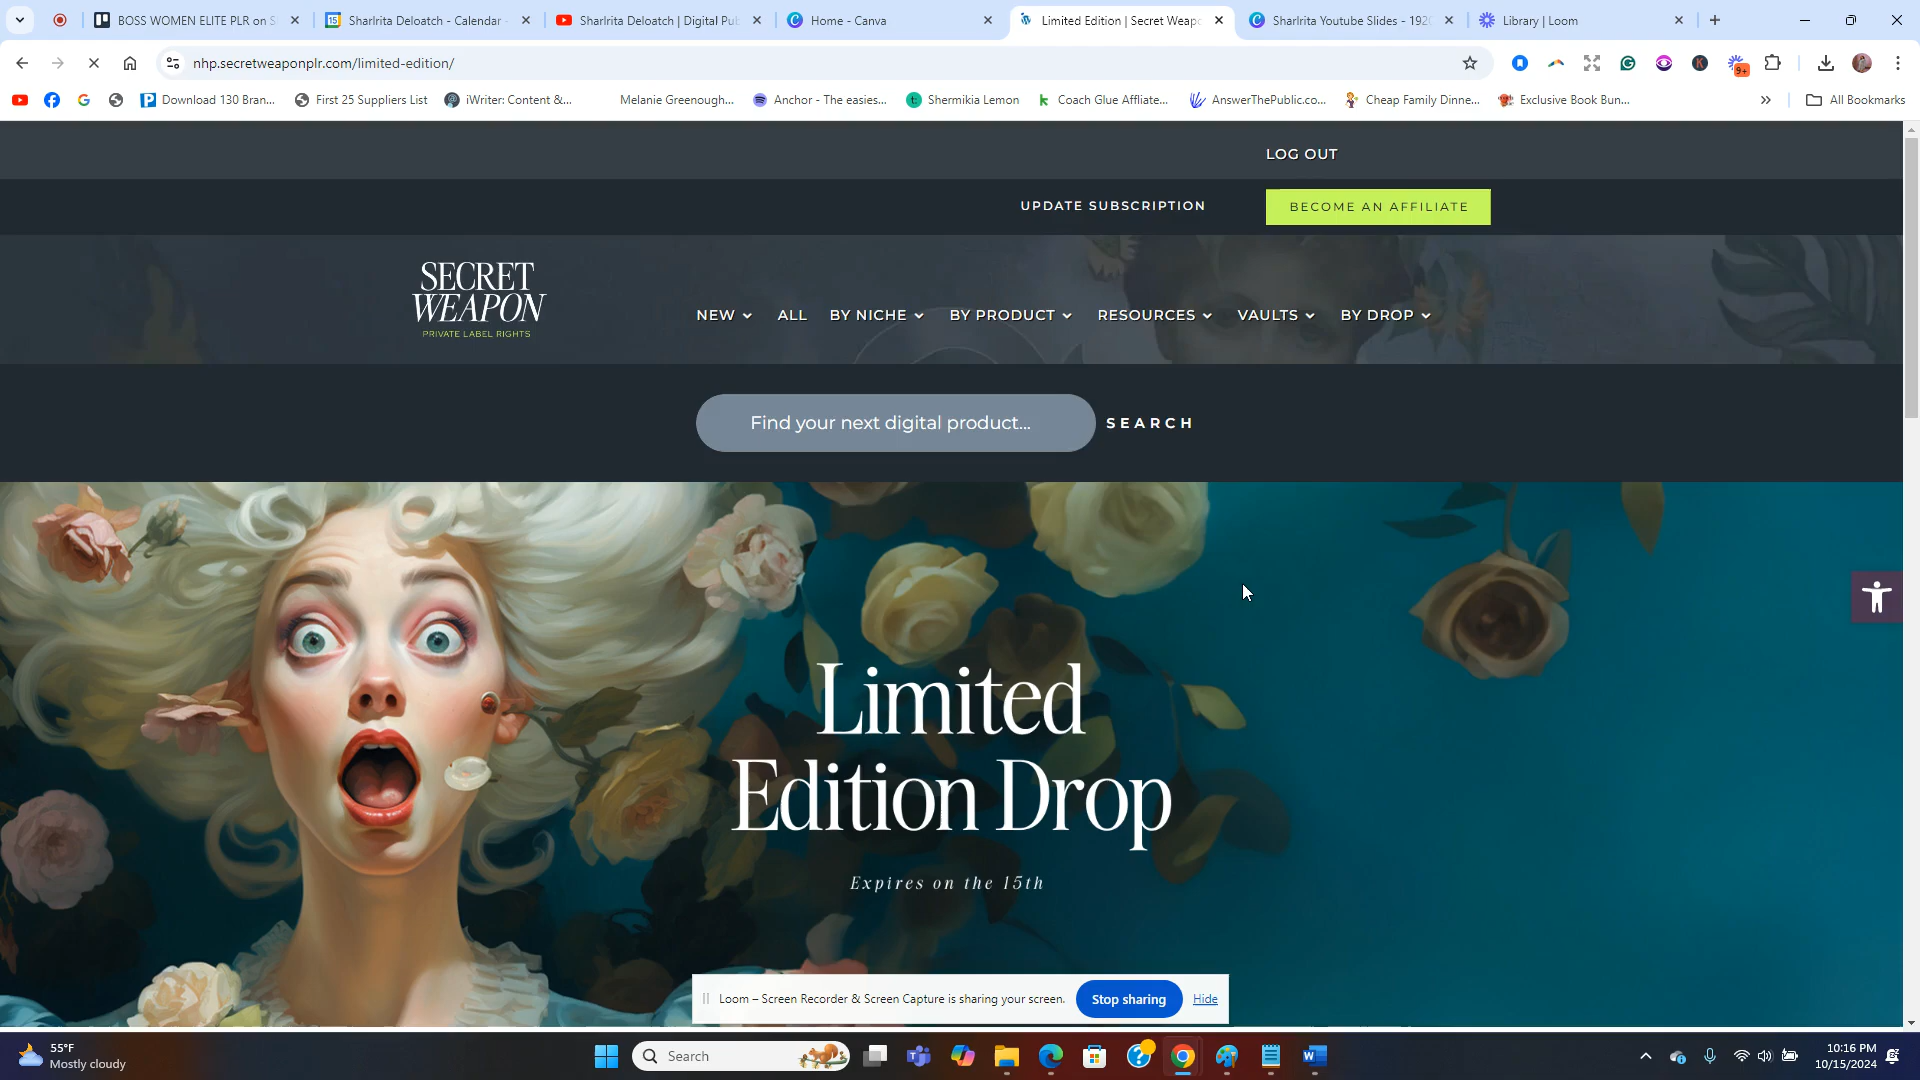 BOSS WOMEN ELITE PLR on S
Sharlrita Deloatch - Calendar -
Sharlrita Deloatch | Digital Pu
Home - Canva
Limited Edition | Secret Weapo
Sharlrita Youtube Slides - 192
Library | Loom
nhp.secretweaponplr.com/limited-edition/
9+
Download 130 Bran...
First 25 Suppliers List
iWriter: Content &...
Melanie Greenough...
Anchor - The easies...
Shermikia Lemon
Coach Glue Affliate...
AnswerThePublic.co...
Cheap Family Dinne...
Exclusive Book Bun...
All Bookmarks
LOG OUT
UPDATE SUBSCRIPTION
BECOME AN AFFILIATE
SECRET
WEAPON
PRIVATE LABEL RIGHTS
NEW
ALL
BY NICHE
BY PRODUCT
RESOURCES
VAULTS
BY DROP
Find your next digital product...
SEARCH
Limited
Edition Drop
Expires on the 15th
Loom – Screen Recorder & Screen Capture is sharing your screen.
Stop sharing
Hide
55°F
Mostly cloudy
Search
10:16 PM
10/15/2024